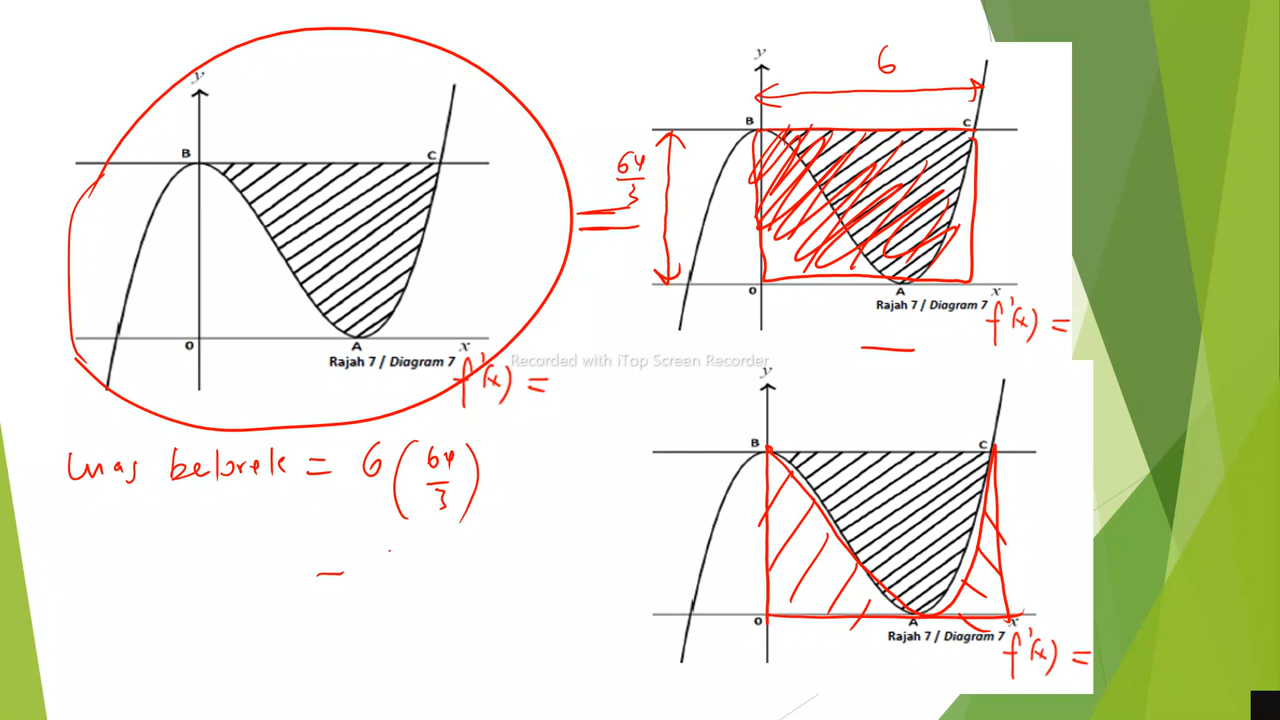 y
B
C
O
A
x
Rajah 7 / Diagram 7
f'(x) =
=
6
y
B
C
64/3
O
A
x
Rajah 7 / Diagram 7
f'(x) =
—
Recorded with iTop Screen Recorder
y
B
C
O
A
x
Rajah 7 / Diagram 7
f'(x) =
luas belorek = 6 (64/3)
—